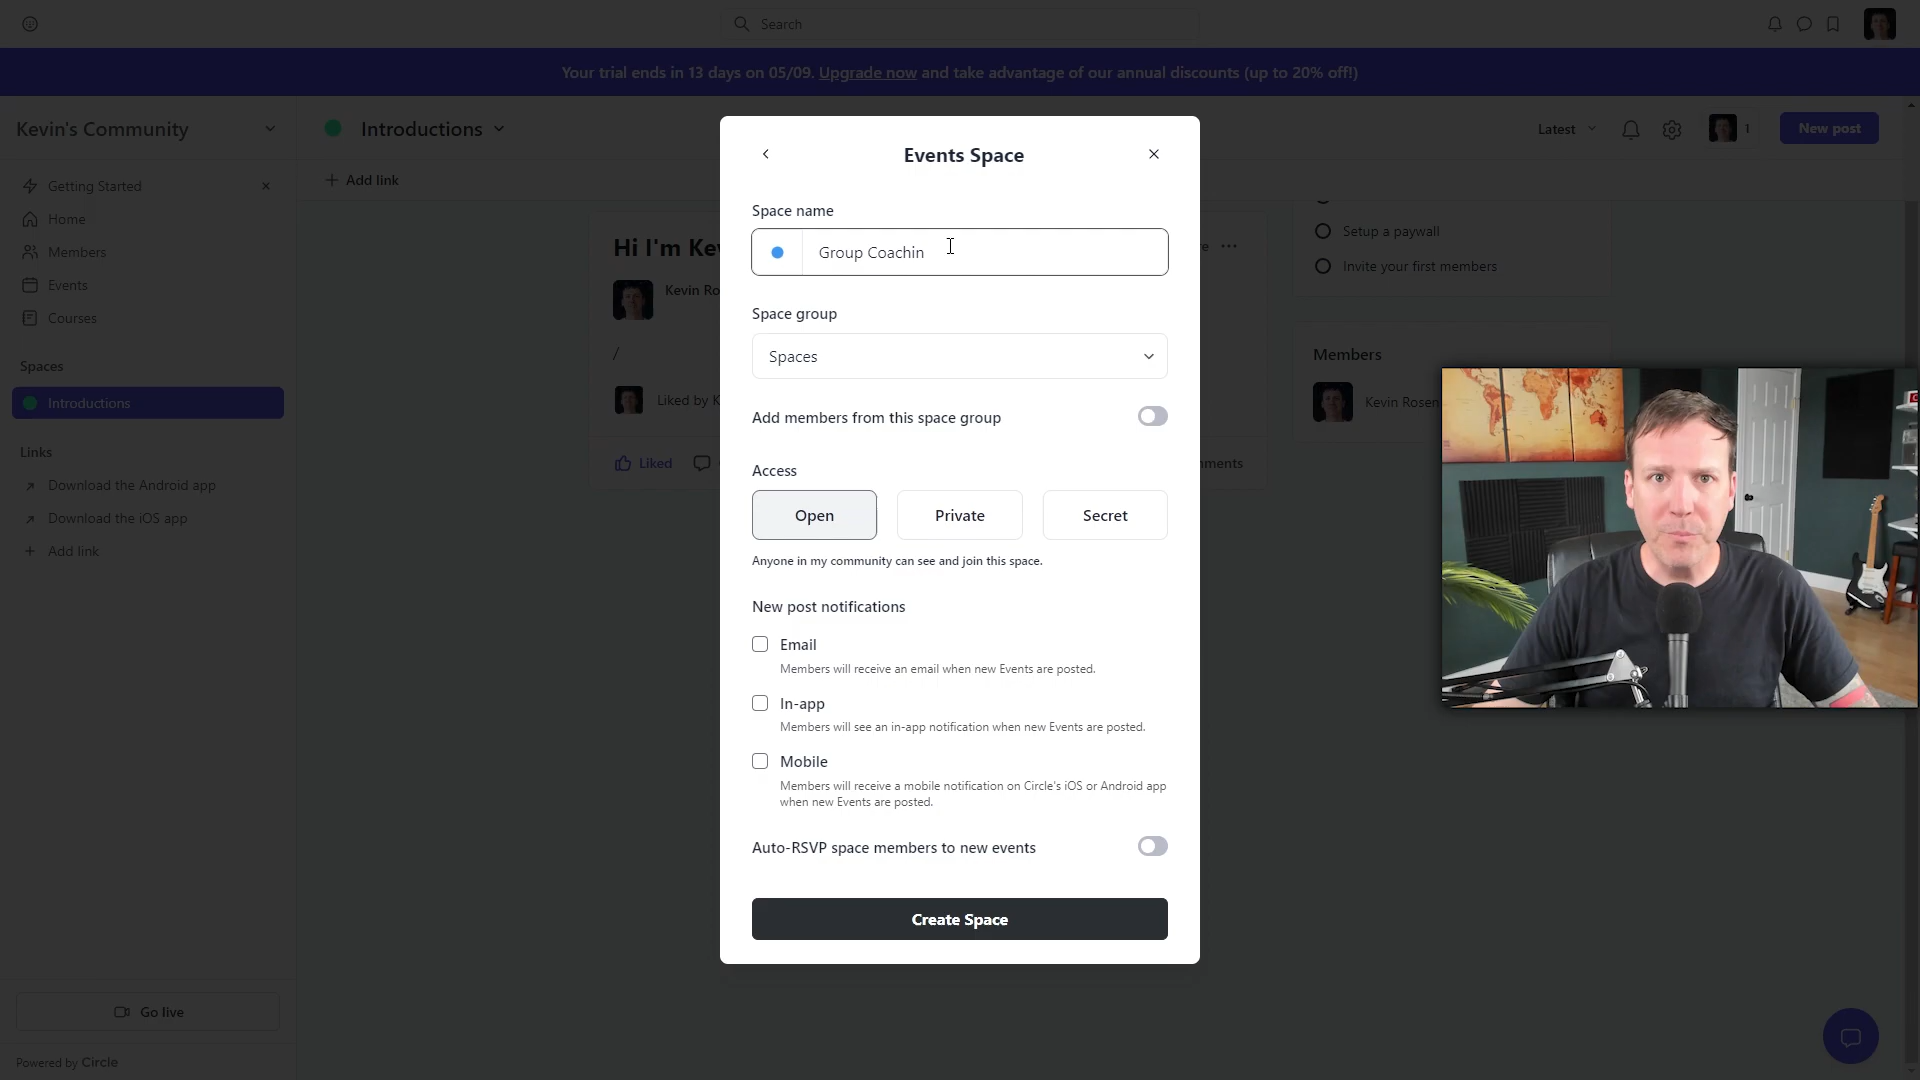 Search
Your trial ends in 13 days on 05/09. Upgrade now and take advantage of our annual discounts (up to 20% off!)
Kevin's Community
Introductions
Latest
1
New post
Getting Started
Add link
Home
Members
Events
Courses
Spaces
Introductions
Links
Download the Android app
Download the iOS app
Add link
Go live
Powered by Circle
Hi I'm Kev
Kevin Ro
/
Liked by K
Liked
Events Space
Space name
Group Coachin
Space group
Spaces
Add members from this space group
Access
Open
Private
Secret
Anyone in my community can see and join this space.
New post notifications
Email
Members will receive an email when new Events are posted.
In-app
Members will see an in-app notification when new Events are posted.
Mobile
Members will receive a mobile notification on Circle's iOS or Android app
when new Events are posted.
Auto-RSVP space members to new events
Create Space
Setup a paywall
Invite your first members
Members
Kevin Rosen